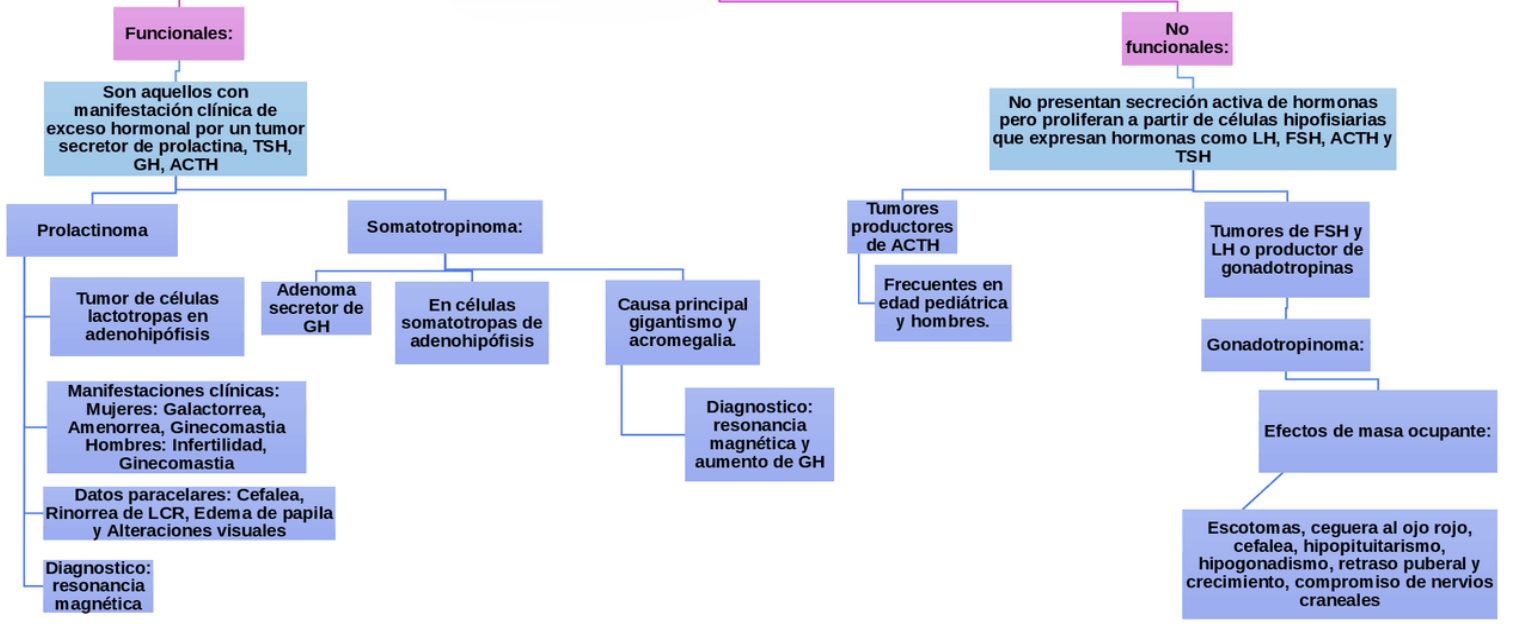 Funcionales:
Son aquellos con
manifestación clínica de
exceso hormonal por un tumor
secretor de prolactina, TSH,
GH, ACTH
Prolactinoma
Tumor de células
lactotropas en
adenohipófisis
Manifestaciones clínicas:
Mujeres: Galactorrea,
Amenorrea, Ginecomastia
Hombres: Infertilidad,
Ginecomastia
Datos paracelares: Cefalea,
Rinorrea de LCR, Edema de papila
y Alteraciones visuales
Diagnostico:
resonancia
magnética
Somatotropinoma:
Adenoma
secretor de
GH
En células
somatotropas de
adenohipófisis
Causa principal
gigantismo y
acromegalia.
Diagnostico:
resonancia
magnética y
aumento de GH
No
funcionales:
No presentan secreción activa de hormonas
pero proliferan a partir de células hipofisiarias
que expresan hormonas como LH, FSH, ACTH y
TSH
Tumores
productores
de ACTH
Frecuentes en
edad pediátrica
y hombres.
Tumores de FSH y
LH o productor de
gonadotropinas
Gonadotropinoma:
Efectos de masa ocupante:
Escotomas, ceguera al ojo rojo,
cefalea, hipopituitarismo,
hipogonadismo, retraso puberal y
crecimiento, compromiso de nervios
craneales